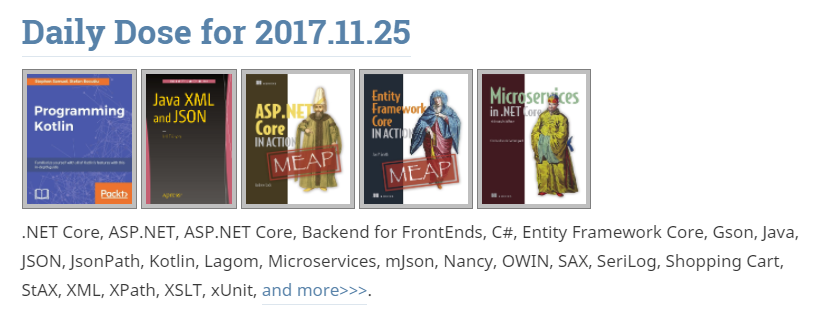 Daily Dose for 2017.11.25
Programming
Kotlin
Packt
Java XML
and JSON
ASP.NET
Core
IN ACTION
MEAP
Entity
Framework
Core
IN ACTION
MEAP
Microservices
in .NET Core
.NET Core, ASP.NET, ASP.NET Core, Backend for FrontEnds, C#, Entity Framework Core, Gson, Java,
JSON, JsonPath, Kotlin, Lagom, Microservices, mJson, Nancy, OWIN, SAX, SeriLog, Shopping Cart,
StAX, XML, XPath, XSLT, xUnit, and more>>>.